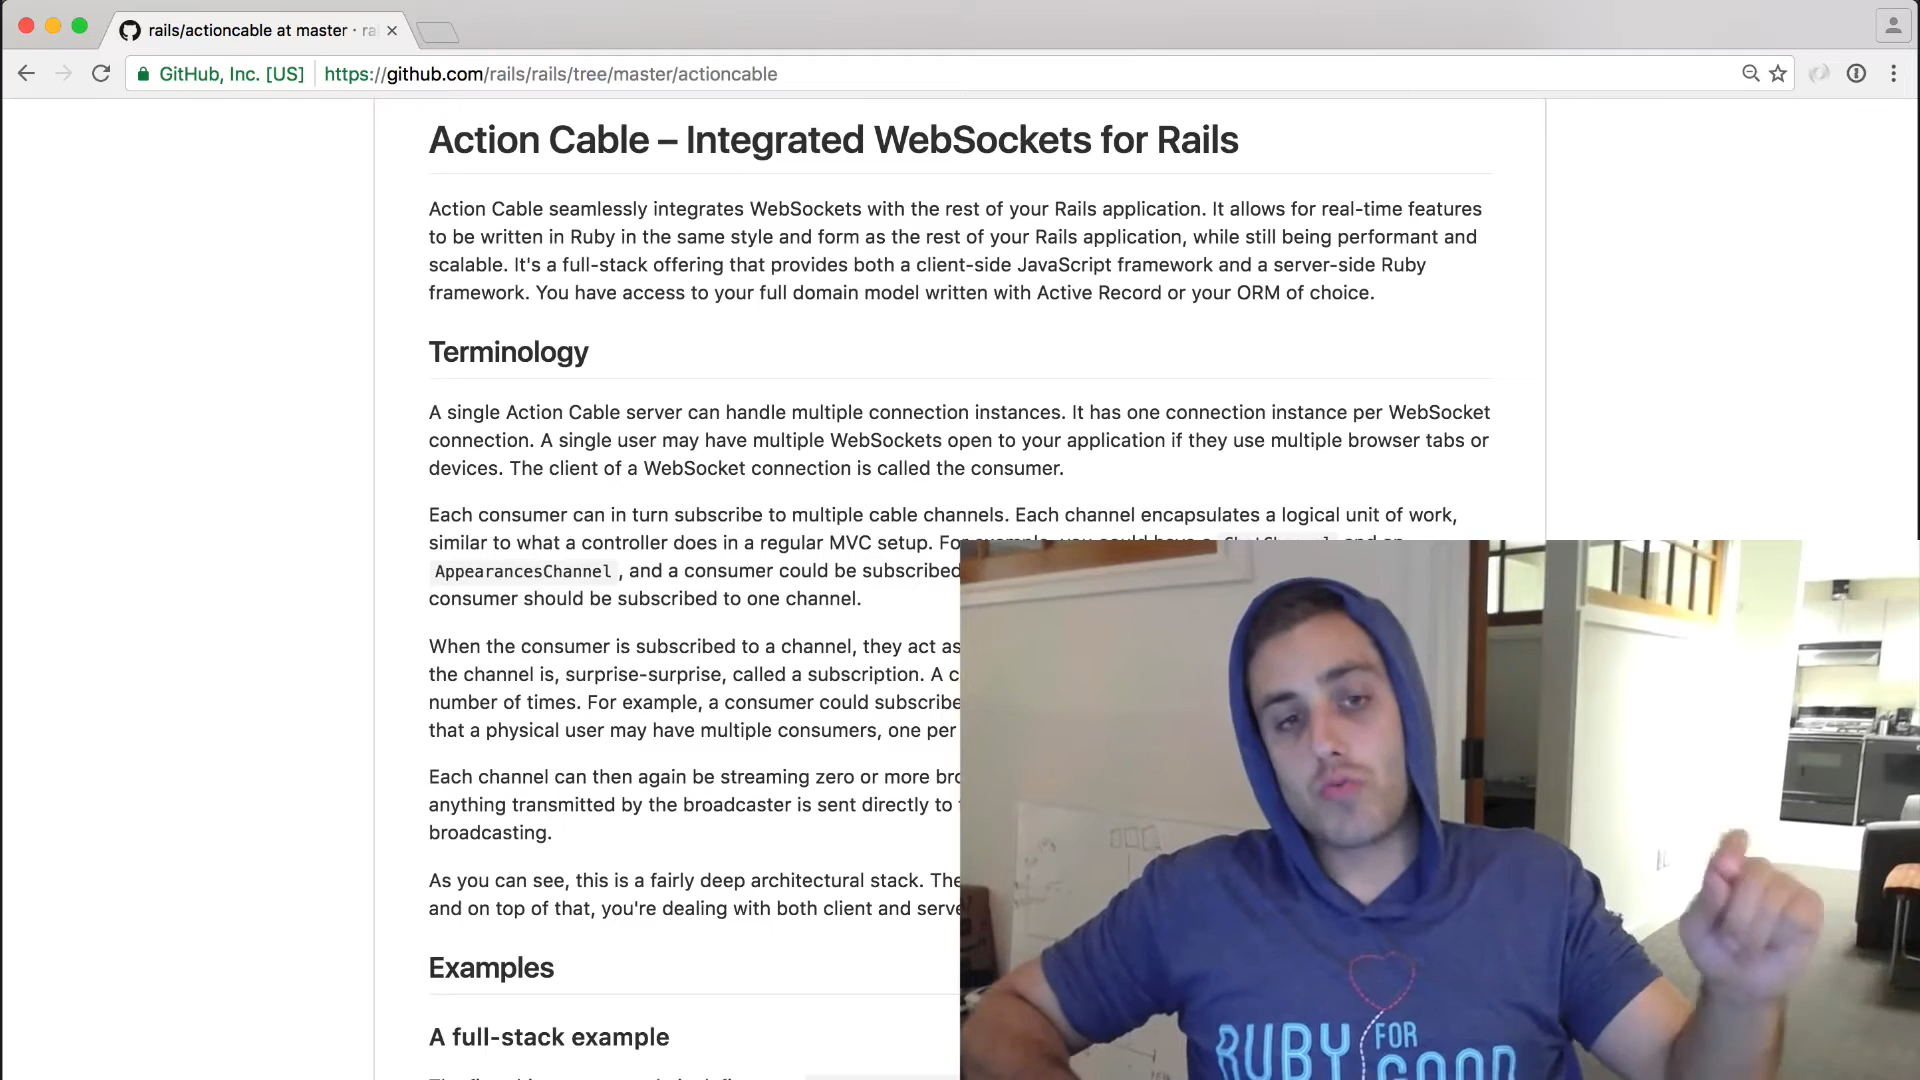 rails/actioncable at master · ra
GitHub, Inc. [US]
https://github.com/rails/rails/tree/master/actioncable
Action Cable – Integrated WebSockets for Rails
Action Cable seamlessly integrates WebSockets with the rest of your Rails application. It allows for real-time features
to be written in Ruby in the same style and form as the rest of your Rails application, while still being performant and
scalable. It's a full-stack offering that provides both a client-side JavaScript framework and a server-side Ruby
framework. You have access to your full domain model written with Active Record or your ORM of choice.
Terminology
A single Action Cable server can handle multiple connection instances. It has one connection instance per WebSocket
connection. A single user may have multiple WebSockets open to your application if they use multiple browser tabs or
devices. The client of a WebSocket connection is called the consumer.
Each consumer can in turn subscribe to multiple cable channels. Each channel encapsulates a logical unit of work,
similar to what a controller does in a regular MVC setup. For example, you could have a ChatChannel and an
AppearancesChannel, and a consumer could be subscribed
consumer should be subscribed to one channel.
When the consumer is subscribed to a channel, they act as
the channel is, surprise-surprise, called a subscription. A c
number of times. For example, a consumer could subscribe
that a physical user may have multiple consumers, one per
Each channel can then again be streaming zero or more bro
anything transmitted by the broadcaster is sent directly to
broadcasting.
As you can see, this is a fairly deep architectural stack. The
and on top of that, you're dealing with both client and serve
Examples
A full-stack example
RUBY FOR
GOOD